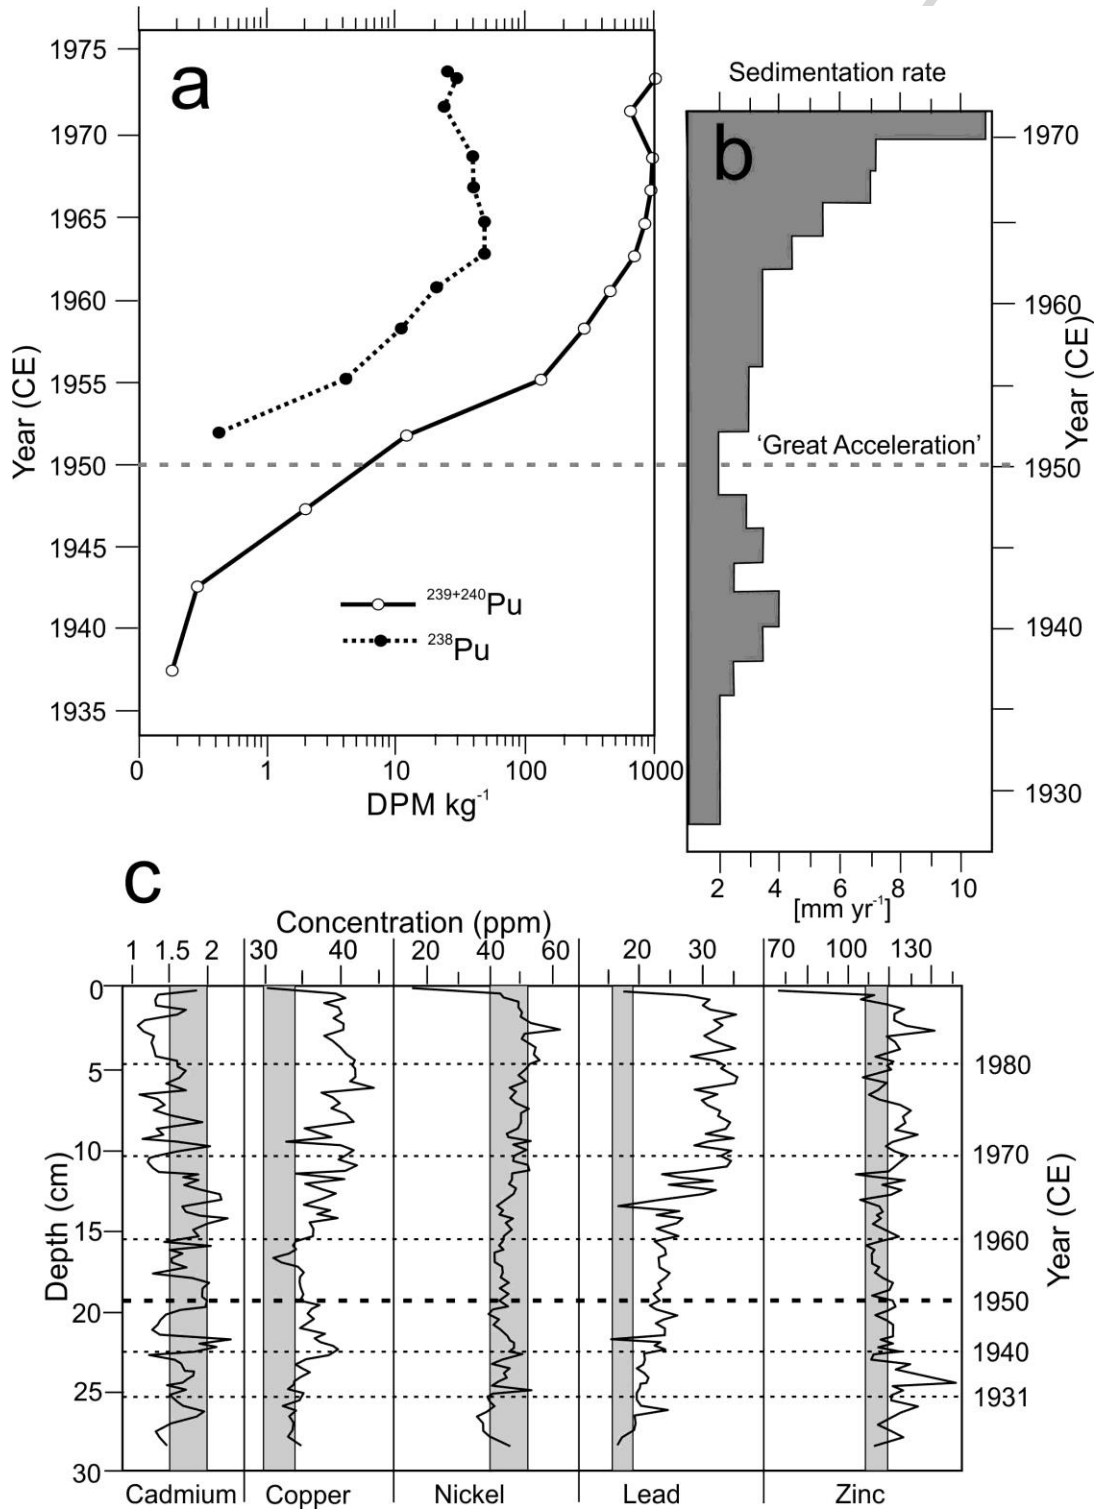 a
1975
1970
1965
1960
1955
1950
1945
1940
1935
Year (CE)
239+240Pu
238Pu
0 1 10 100 1000
DPM kg-1
Sedimentation rate
b
1970
1960
1950
1940
1930
Year (CE)
'Great Acceleration'
2 4 6 8 10
[mm yr-1]
c
Concentration (ppm)
1 1.5 2 30 40 20 40 60 20 30 70 100 130
0
5
10
15
20
25
30
Depth (cm)
1980
1970
1960
1950
1940
1931
Year (CE)
Cadmium Copper Nickel Lead Zinc